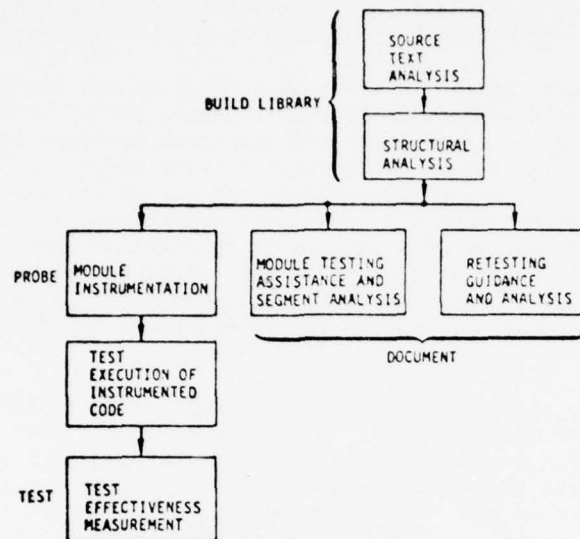 SOURCE
TEXT
ANALYSIS
BUILD LIBRARY
STRUCTURAL
ANALYSIS
PROBE
MODULE
INSTRUMENTATION
MODULE TESTING
ASSISTANCE AND
SEGMENT ANALYSIS
RETESTING
GUIDANCE
AND ANALYSIS
DOCUMENT
TEST
EXECUTION OF
INSTRUMENTED
CODE
TEST
TEST
EFFECTIVENESS
MEASUREMENT